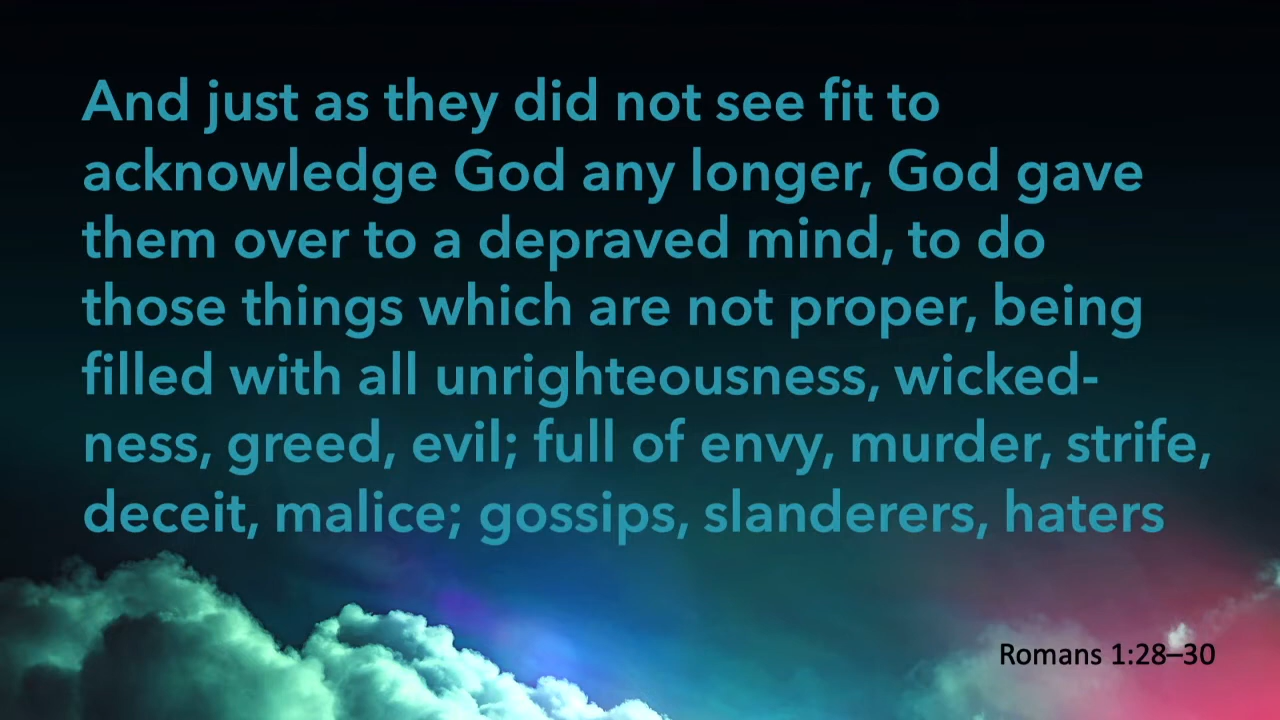 And just as they did not see fit to
acknowledge God any longer, God gave
them over to a depraved mind, to do
those things which are not proper, being
filled with all unrighteousness, wicked-
ness, greed, evil; full of envy, murder, strife,
deceit, malice; gossips, slanderers, haters
Romans 1:28–30